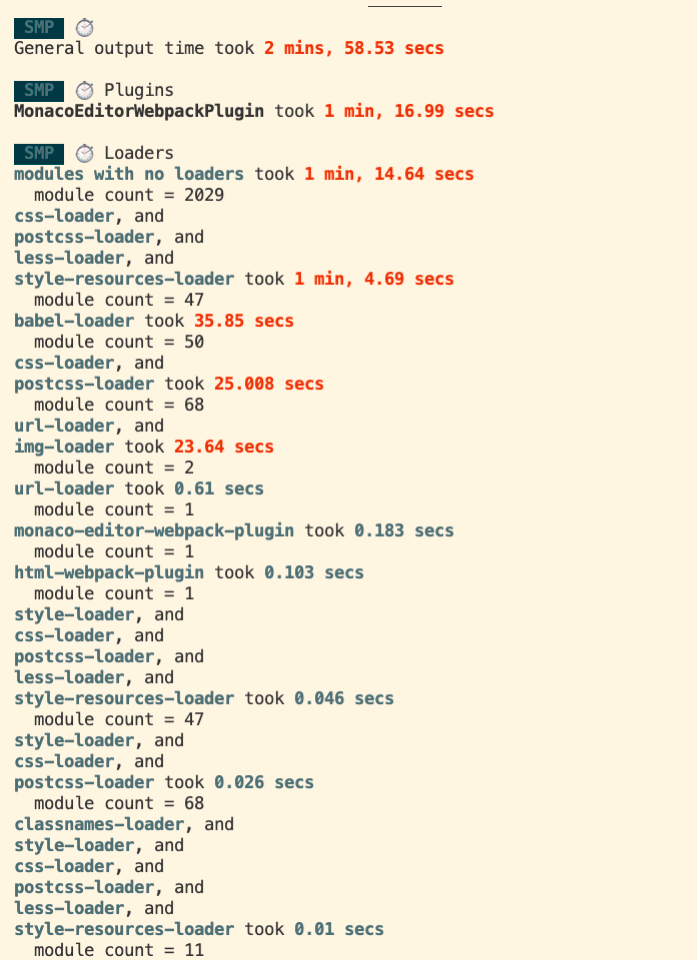 SMP ⏱
General output time took 2 mins, 58.53 secs
SMP ⏱ Plugins
MonacoEditorWebpackPlugin took 1 min, 16.99 secs
SMP ⏱ Loaders
modules with no loaders took 1 min, 14.64 secs
  module count = 2029
css-loader, and
postcss-loader, and
less-loader, and
style-resources-loader took 1 min, 4.69 secs
  module count = 47
babel-loader took 35.85 secs
  module count = 50
css-loader, and
postcss-loader took 25.008 secs
  module count = 68
url-loader, and
img-loader took 23.64 secs
  module count = 2
url-loader took 0.61 secs
  module count = 1
monaco-editor-webpack-plugin took 0.183 secs
  module count = 1
html-webpack-plugin took 0.103 secs
  module count = 1
style-loader, and
css-loader, and
postcss-loader, and
less-loader, and
style-resources-loader took 0.046 secs
  module count = 47
style-loader, and
css-loader, and
postcss-loader took 0.026 secs
  module count = 68
classnames-loader, and
style-loader, and
css-loader, and
postcss-loader, and
less-loader, and
style-resources-loader took 0.01 secs
  module count = 11